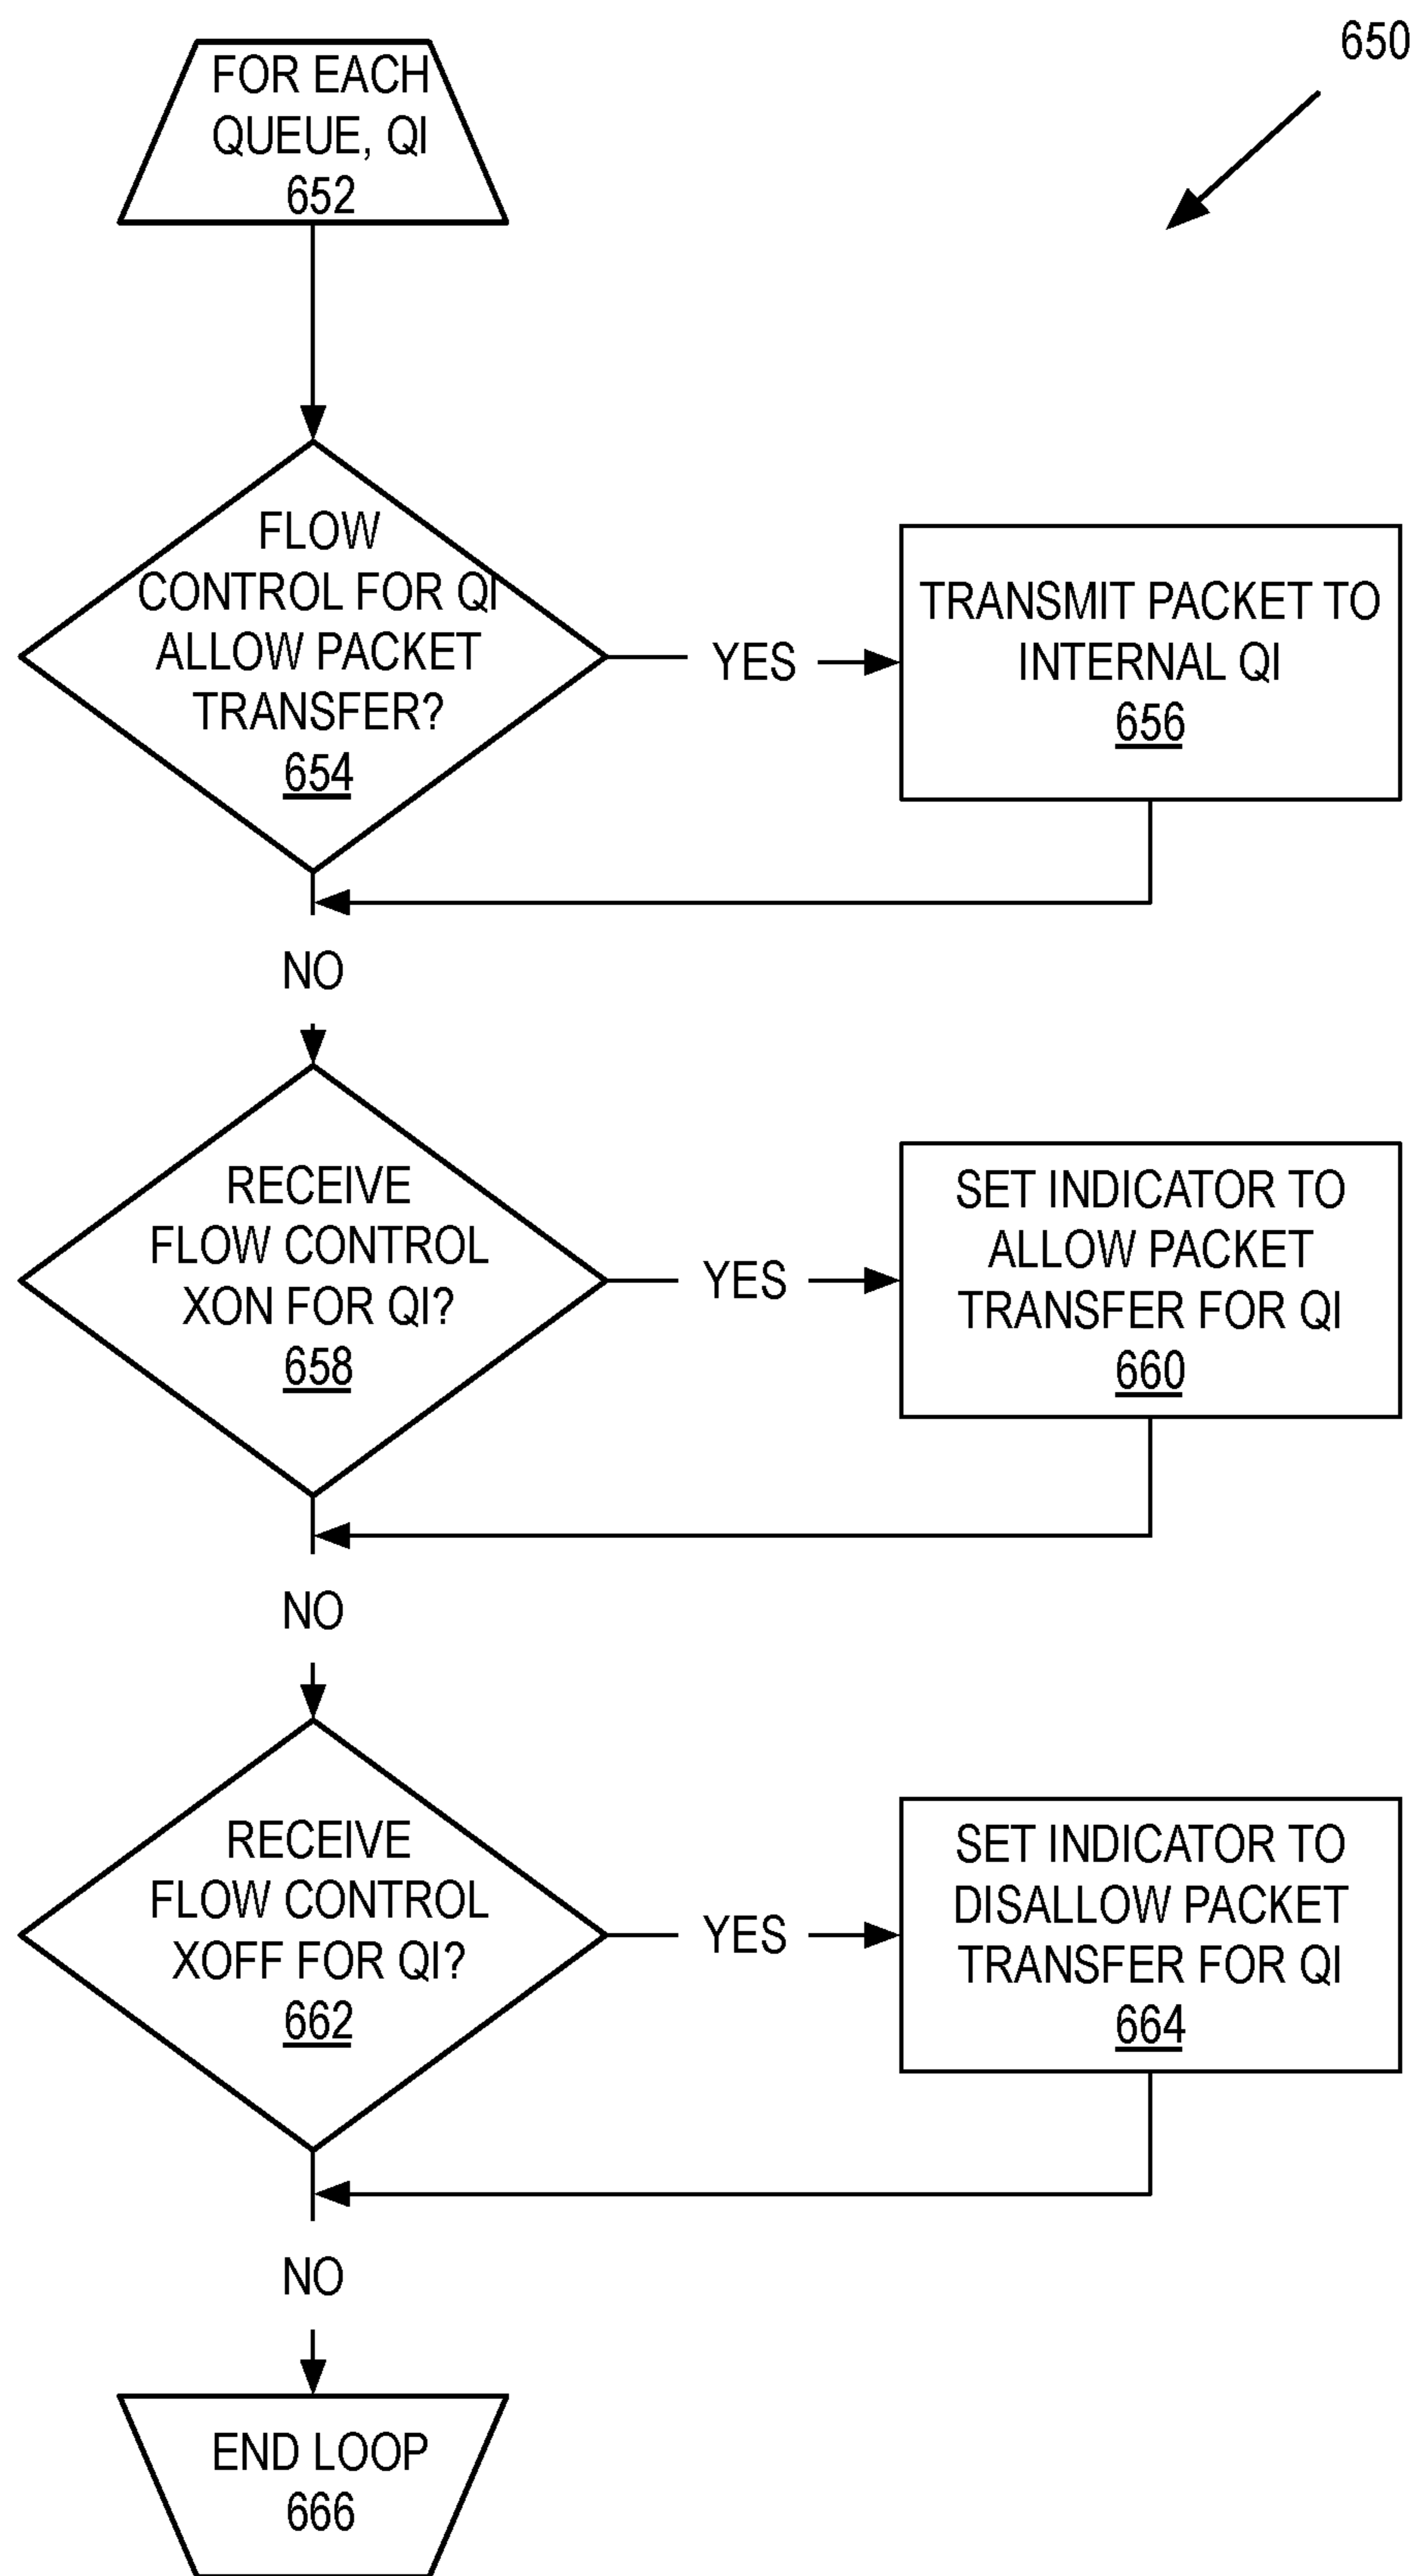 650
FOR EACH
QUEUE, QI
652
FLOW
CONTROL FOR QI
ALLOW PACKET
TRANSFER?
654
YES
TRANSMIT PACKET TO
INTERNAL QI
656
NO
RECEIVE
FLOW CONTROL
XON FOR QI?
658
YES
SET INDICATOR TO
ALLOW PACKET
TRANSFER FOR QI
660
NO
RECEIVE
FLOW CONTROL
XOFF FOR QI?
662
YES
SET INDICATOR TO
DISALLOW PACKET
TRANSFER FOR QI
664
NO
END LOOP
666